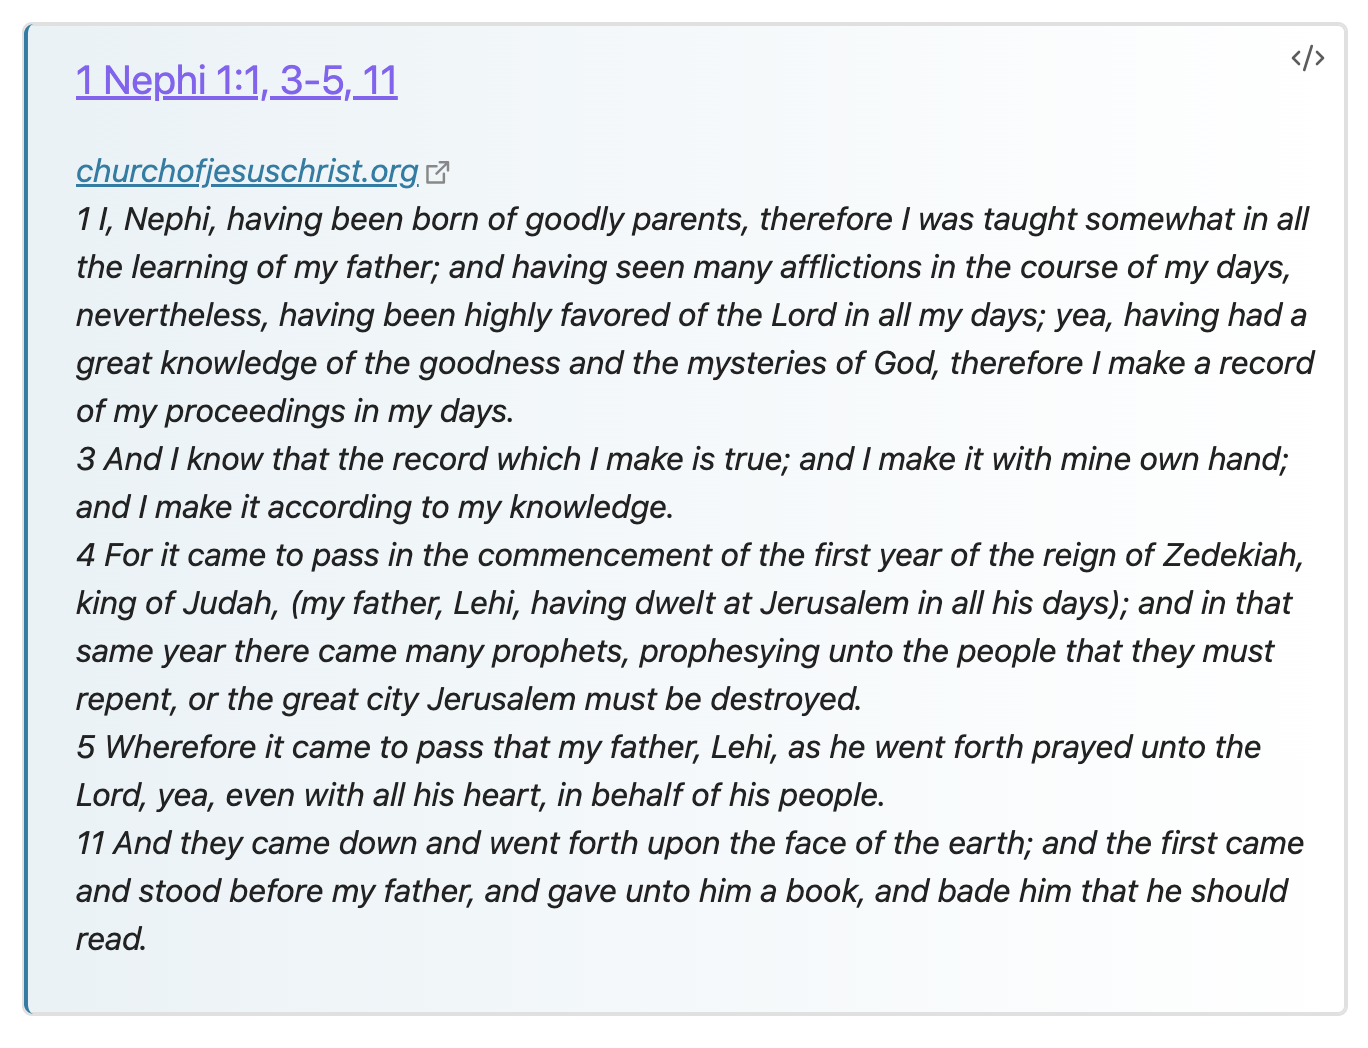 1 Nephi 1:1, 3-5, 11
churchofjesuschrist.org
1 I, Nephi, having been born of goodly parents, therefore I was taught somewhat in all
the learning of my father; and having seen many afflictions in the course of my days,
nevertheless, having been highly favored of the Lord in all my days; yea, having had a
great knowledge of the goodness and the mysteries of God, therefore I make a record
of my proceedings in my days.
3 And I know that the record which I make is true; and I make it with mine own hand;
and I make it according to my knowledge.
4 For it came to pass in the commencement of the first year of the reign of Zedekiah,
king of Judah, (my father, Lehi, having dwelt at Jerusalem in all his days); and in that
same year there came many prophets, prophesying unto the people that they must
repent, or the great city Jerusalem must be destroyed.
5 Wherefore it came to pass that my father, Lehi, as he went forth prayed unto the
Lord, yea, even with all his heart, in behalf of his people.
11 And they came down and went forth upon the face of the earth; and the first came
and stood before my father, and gave unto him a book, and bade him that he should
read.